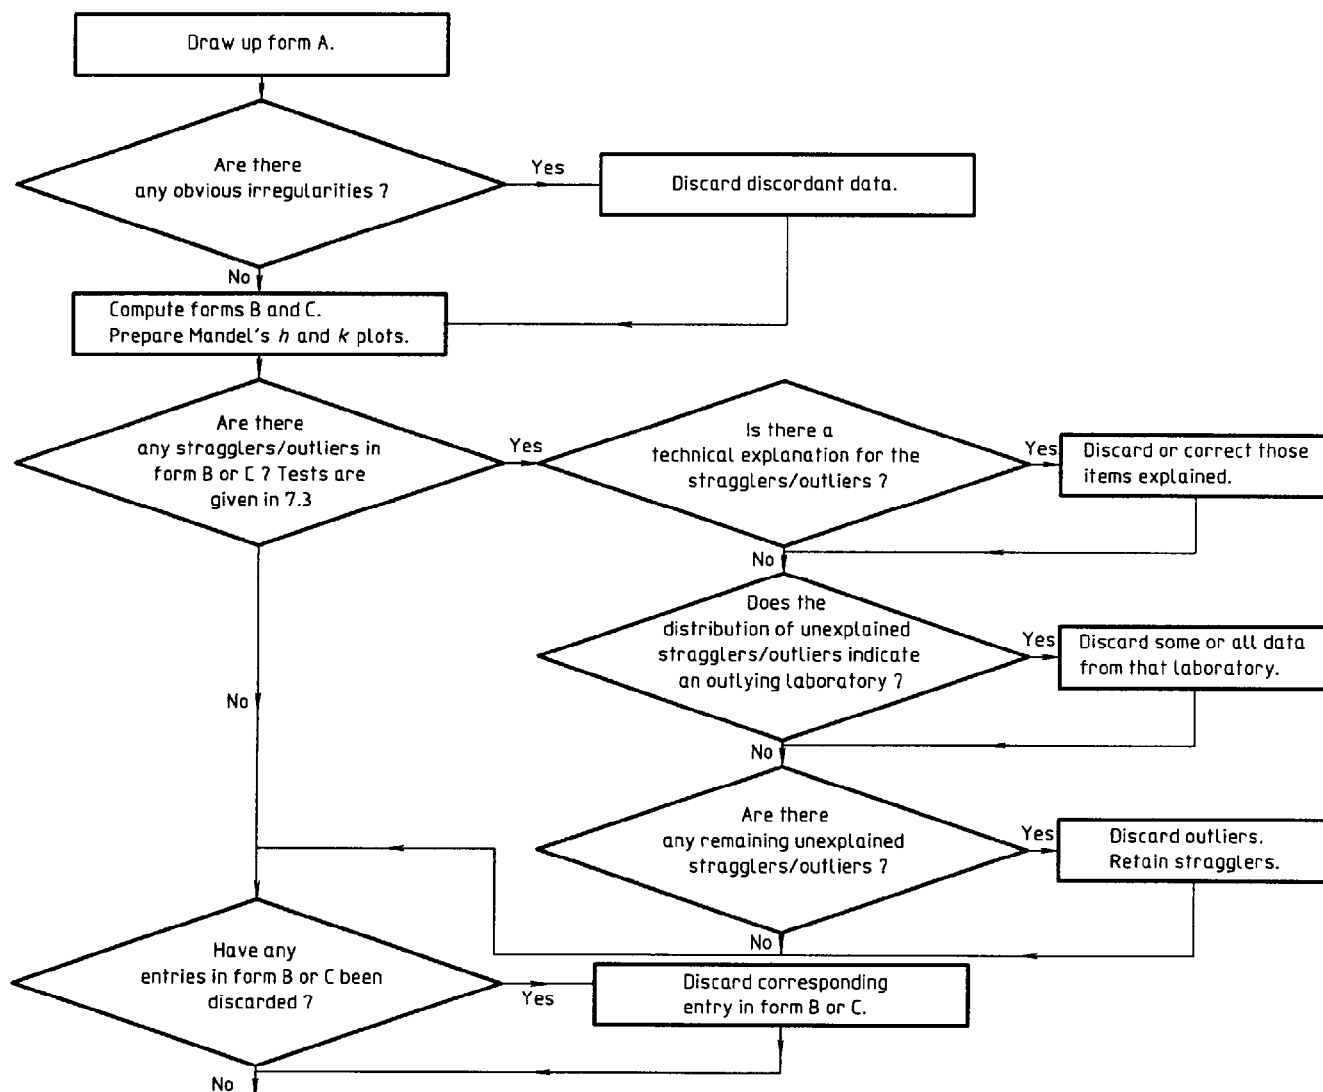 Draw up form A.
Are there
any obvious irregularities ?
Yes
Discard discordant data.
No
Compute forms B and C.
Prepare Mandel's h and k plots.
Are there
any stragglers/outliers in
form B or C ? Tests are
given in 7.3
Yes
Is there a
technical explanation for the
stragglers/outliers ?
Yes
Discard or correct those
items explained.
No
Does the
distribution of unexplained
stragglers/outliers indicate
an outlying laboratory ?
Yes
Discard some or all data
from that laboratory.
No
No
Are there
any remaining unexplained
stragglers/outliers ?
Yes
Discard outliers.
Retain stragglers.
No
Have any
entries in form B or C been
discarded ?
Yes
Discard corresponding
entry in form B or C.
No